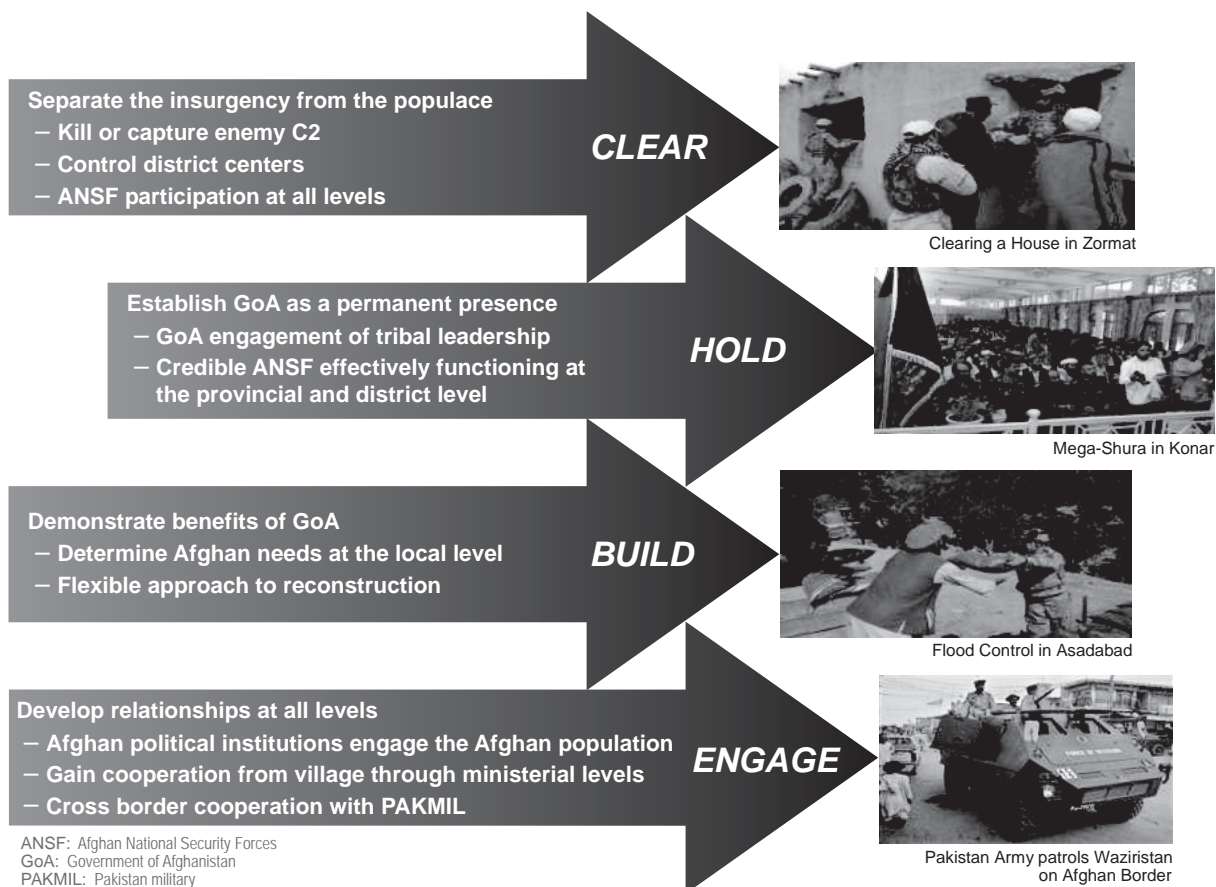 Separate the insurgency from the populace
– Kill or capture enemy C2
– Control district centers
– ANSF participation at all levels
CLEAR
Clearing a House in Zormat
Establish GoA as a permanent presence
– GoA engagement of tribal leadership
– Credible ANSF effectively functioning at
the provincial and district level
HOLD
Mega-Shura in Konar
Demonstrate benefits of GoA
– Determine Afghan needs at the local level
– Flexible approach to reconstruction
BUILD
Flood Control in Asadabad
Develop relationships at all levels
– Afghan political institutions engage the Afghan population
– Gain cooperation from village through ministerial levels
– Cross border cooperation with PAKMIL
ENGAGE
Pakistan Army patrols Waziristan
on Afghan Border
ANSF: Afghan National Security Forces
GoA: Government of Afghanistan
PAKMIL: Pakistan military